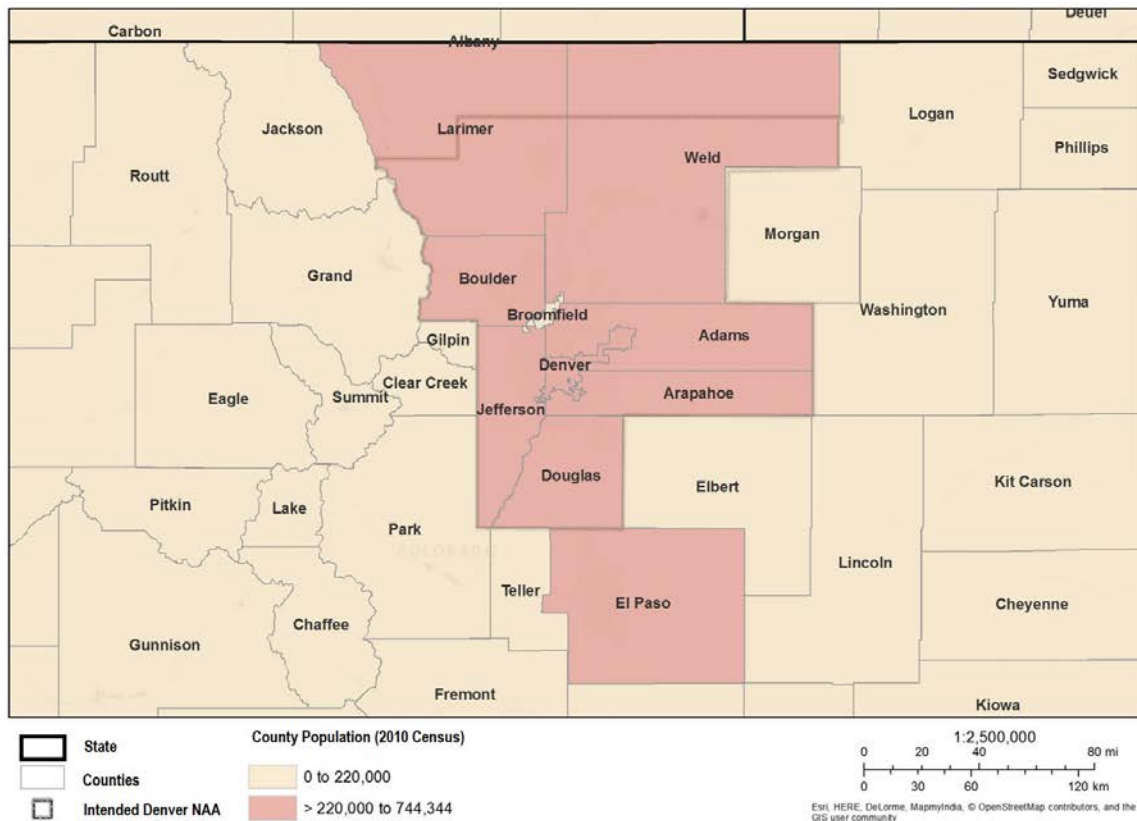 Carbon
Albany
Deuel
Sedgwick
Logan
Jackson
Larimer
Phillips
Weld
Routt
Morgan
Grand
Boulder
Yuma
Washington
Broomfield
Gilpin
Adams
Denver
Clear Creek
Eagle
Summit
Arapahoe
Jefferson
Douglas
Elbert
Kit Carson
Pitkin
Lake
Park
COLORADO
Lincoln
Teller
El Paso
Cheyenne
Chaffee
Gunnison
Fremont
Kiowa
State
Counties
Intended Denver NAA
County Population (2010 Census)
0 to 220,000
> 220,000 to 744,344
1:2,500,000
0 20 40 80 mi
0 30 60 120 km
Esri, HERE, DeLorme, MapmyIndia, © OpenStreetMap contributors, and the
GIS user community